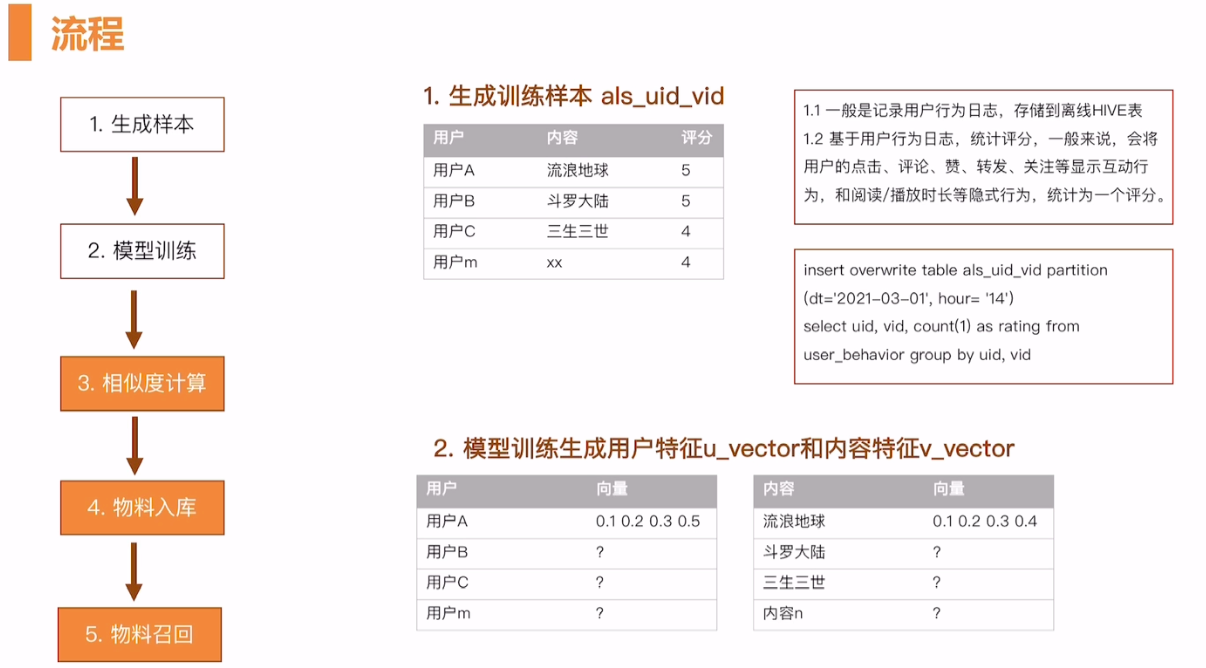 流程
1. 生成样本
2. 模型训练
3. 相似度计算
4. 物料入库
5. 物料召回
1. 生成训练样本 als_uid_vid
用户 内容 评分
用户A 流浪地球 5
用户B 斗罗大陆 5
用户C 三生三世 4
用户m xx 4
1.1 一般是记录用户行为日志，存储到离线HIVE表
1.2 基于用户行为日志，统计评分，一般来说，会将
用户的点击、评论、赞、转发、关注等显示互动行
为，和阅读/播放时长等隐式行为，统计为一个评分。
insert overwrite table als_uid_vid partition
(dt='2021-03-01', hour= '14')
select uid, vid, count(1) as rating from
user_behavior group by uid, vid
2. 模型训练生成用户特征u_vector和内容特征v_vector
用户 向量
用户A 0.1 0.2 0.3 0.5
用户B ?
用户C ?
用户m ?
内容 向量
流浪地球 0.1 0.2 0.3 0.4
斗罗大陆 ?
三生三世 ?
内容n ?